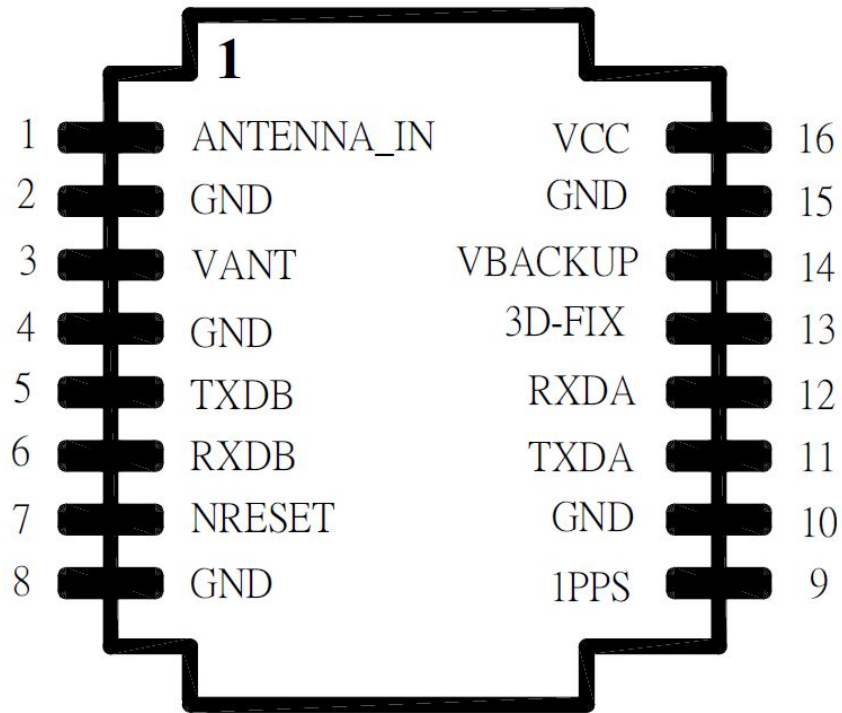 1
1 ANTENNA_IN VCC 16
2 GND GND 15
3 VANT VBACKUP 14
4 GND 3D-FIX 13
5 TXDB RXDA 12
6 RXDB TXDA 11
7 NRESET GND 10
8 GND 1PPS 9